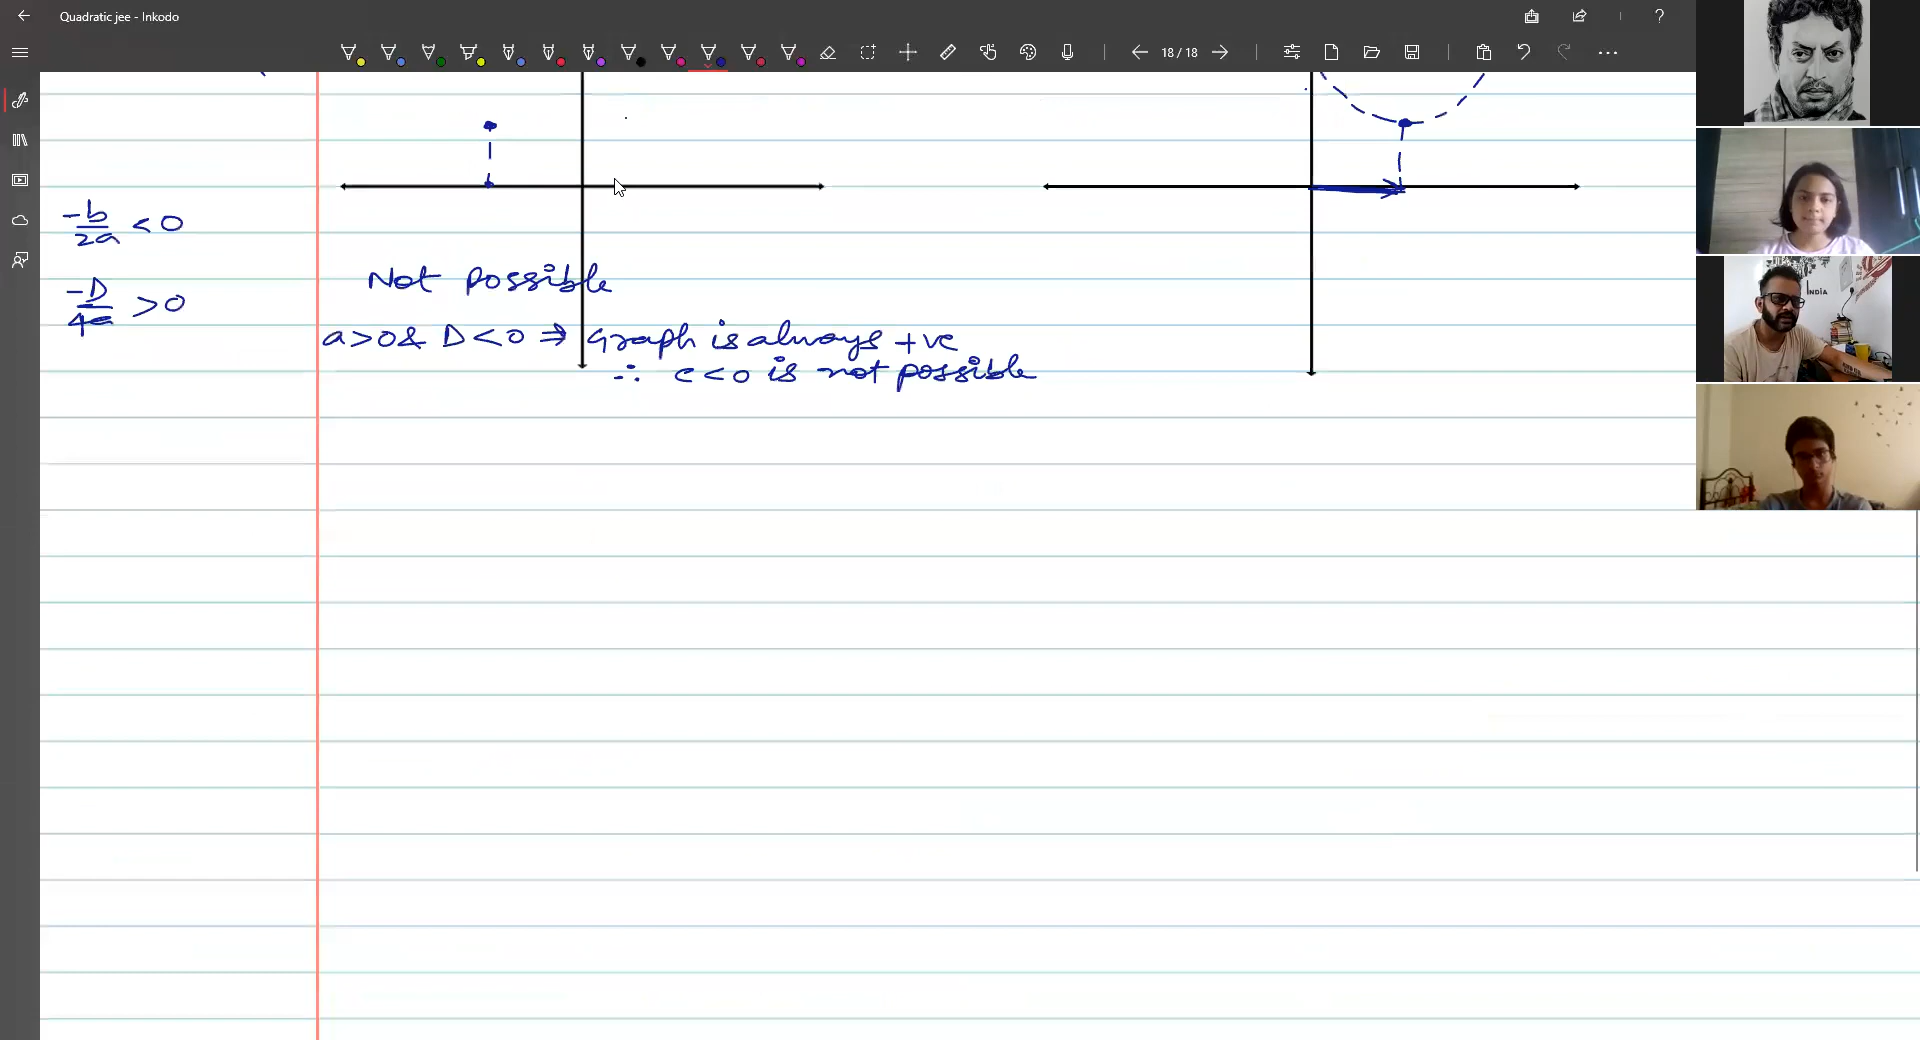 Quadratic jee - Inkodo
18 / 18
?
-b/2a < 0
-D/4a > 0
Not possible
a > 0 & D < 0 ⇒ Graph is always +ve
∴ c < 0 is not possible
INDIA